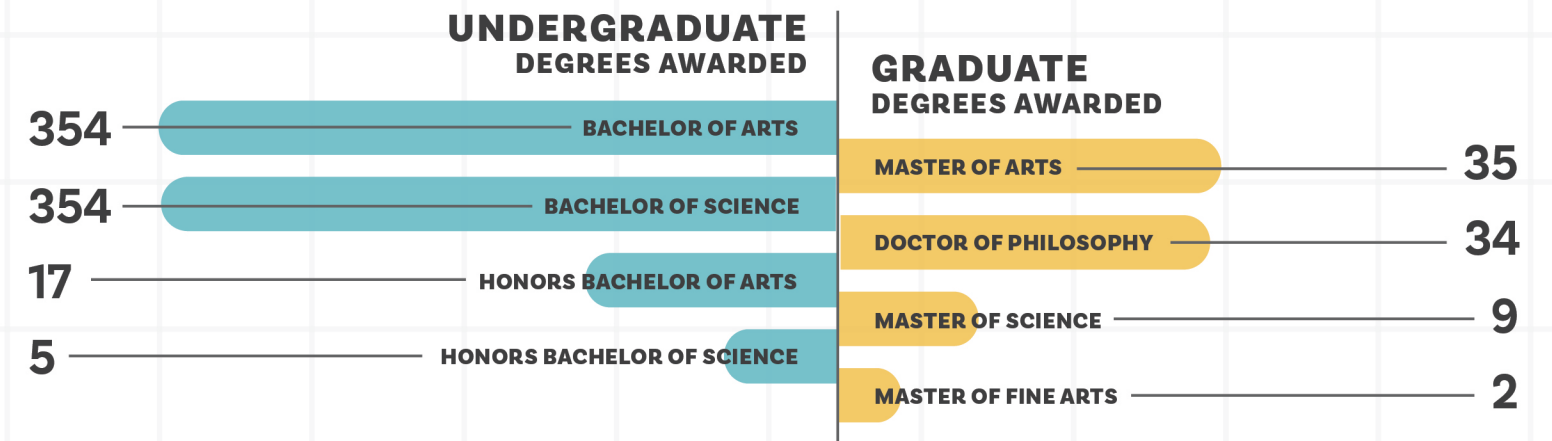 UNDERGRADUATE
DEGREES AWARDED
354 BACHELOR OF ARTS
354 BACHELOR OF SCIENCE
17 HONORS BACHELOR OF ARTS
5 HONORS BACHELOR OF SCIENCE
GRADUATE
DEGREES AWARDED
MASTER OF ARTS 35
DOCTOR OF PHILOSOPHY 34
MASTER OF SCIENCE 9
MASTER OF FINE ARTS 2